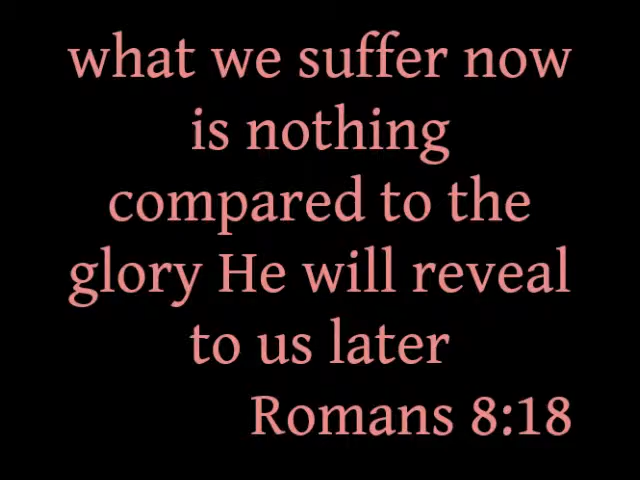 what we suffer now
is nothing
compared to the
glory He will reveal
to us later
Romans 8:18